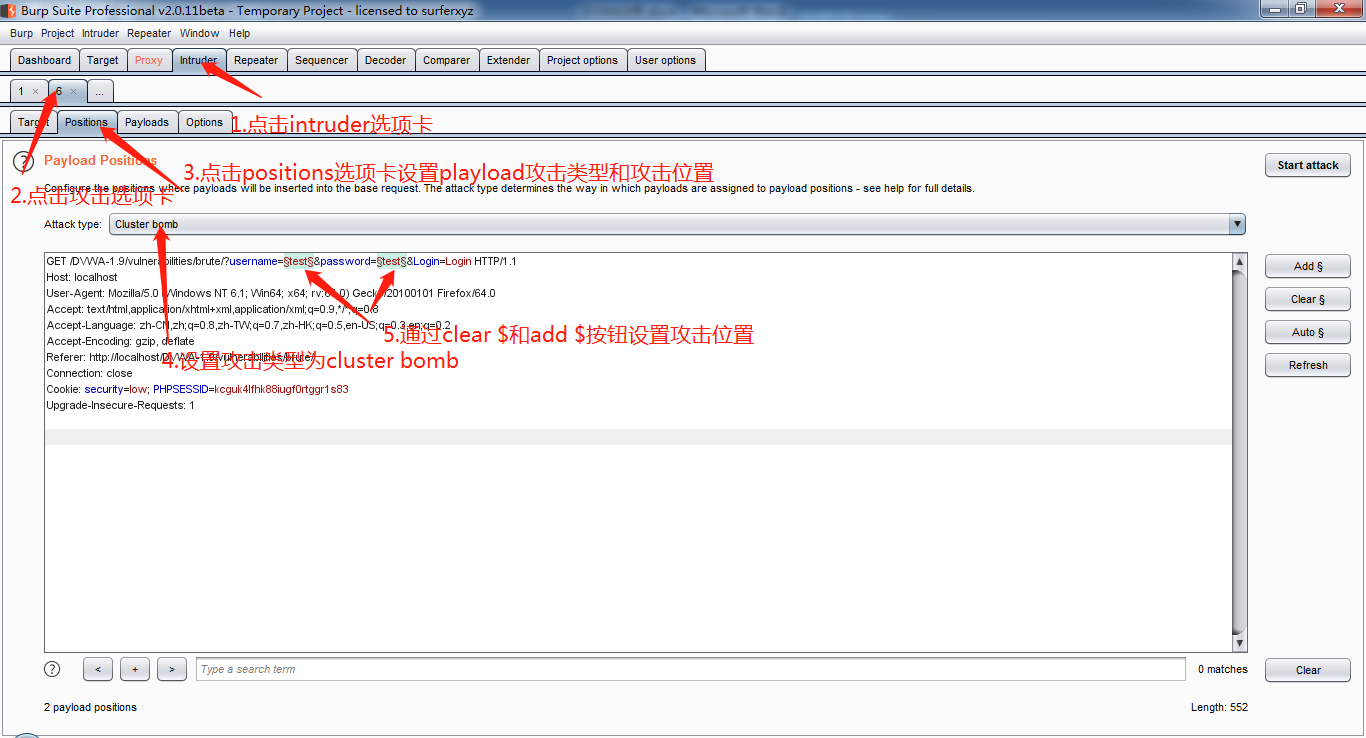 Burp Suite Professional v2.0.11beta - Temporary Project - licensed to surferxyz
Burp Project Intruder Repeater Window Help
Dashboard Target Proxy Intruder Repeater Sequencer Decoder Comparer Extender Project options User options
1 × 6 × ...
Target Positions Payloads Options
1.点击intruder选项卡
? Payload Positions
Start attack
3.点击positions选项卡设置playload攻击类型和攻击位置
Configure the positions where payloads will be inserted into the base request. The attack type determines the way in which payloads are assigned to payload positions - see help for full details.
2.点击攻击选项卡
Attack type: Cluster bomb
GET /DVWA-1.9/vulnerabilities/brute/?username=§test§&password=§test§&Login=Login HTTP/1.1
Add §
Host: localhost
User-Agent: Mozilla/5.0 (Windows NT 6.1; Win64; x64; rv:64.0) Gecko/20100101 Firefox/64.0
Clear §
Accept: text/html,application/xhtml+xml,application/xml;q=0.9,*/*;q=0.8
Accept-Language: zh-CN,zh;q=0.8,zh-TW;q=0.7,zh-HK;q=0.5,en-US;q=0.3,en;q=0.2
Auto §
5.通过clear $和add $按钮设置攻击位置
Accept-Encoding: gzip, deflate
Referer: http://localhost/DVWA-1.9/vulnerabilities/brute/
4.设置攻击类型为cluster bomb
Refresh
Connection: close
Cookie: security=low; PHPSESSID=kcguk4lfhk88iugf0rtggr1s83
Upgrade-Insecure-Requests: 1
? < + > Type a search term 0 matches Clear
2 payload positions Length: 552